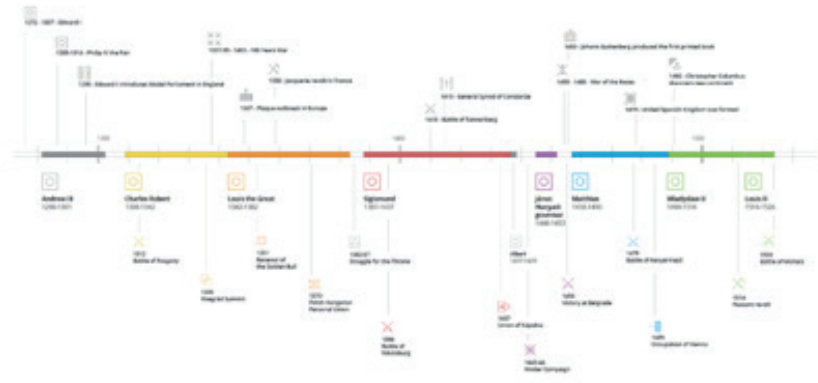 1272 - 1307 - Edward I
1285-1314 - Philip IV the Fair
1295 - Edward I introduces Model Parliament in England
1337/39 - 1453 - 100 Years War
1358 - Jacquerie revolt in France
1347 - Plague outbreak in Europe
1414 - General Synod of Constance
1410 - Battle of Tannenberg
1450 - Johann Gutenberg produced the first printed book
1455 - 1485 - War of the Roses
1492 - Christopher Columbus
discovers new continent
1479 - United Spanish Kingdom was formed
1300
1400
1500
Andrew III
1290-1301
Charles Robert
1308-1342
Louis the Great
1342-1382
Sigismund
1387-1437
János
Hunyadi
governor
1446-1453
Matthias
1458-1490
Wladyslaw II
1490-1516
Louis II
1516-1526
1312
Battle of Rozgony
1335
Visegrad Summit
1351
Renewal of
the Golden Bull
1370
Polish-Hungarian
Personal Union
1382-87
Struggle for the Throne
1396
Battle of
Nikopol
Albert
1437-1439
1437
Union of Kapolna
1443-44
Winter Campaign
1456
Victory at Belgrade
1479
Battle of Kenyérmező
1485
Occupation of Vienna
1514
Peasant revolt
1526
Battle of Mohács